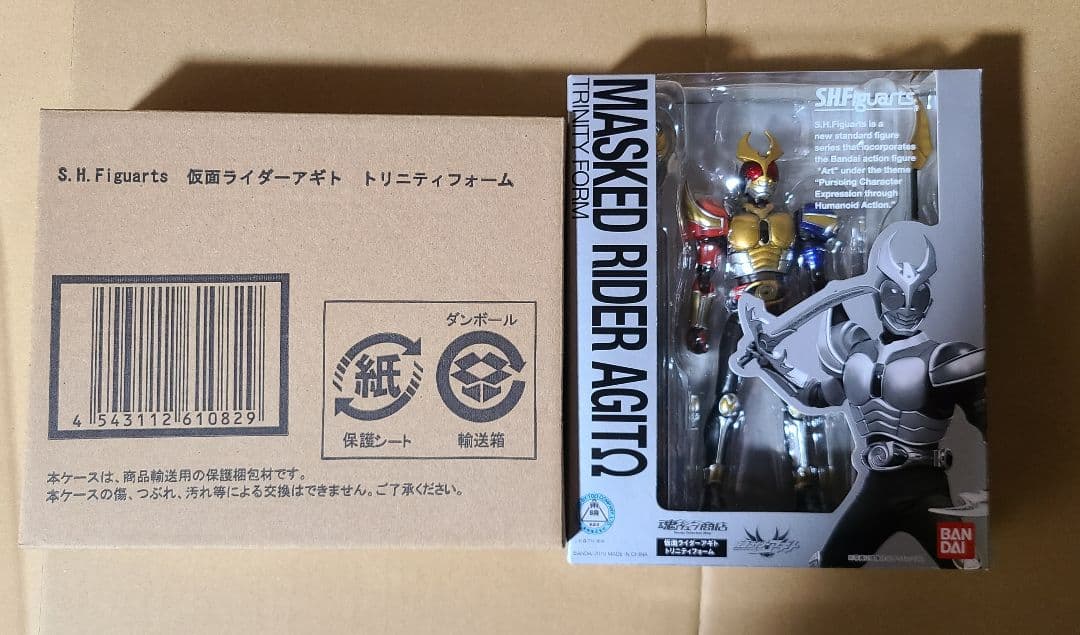 S.H.Figuarts 仮面ライダーアギト トリニティフォーム
4 543112 610829
紙
保護シート
ダンボール
輸送箱
本ケースは、商品輸送用の保護梱包材です。
本ケースの傷、つぶれ、汚れ等による交換はできません。ご了承ください。
MASKED RIDER AGITΩ
TRINITY FORM
S.H.Figuarts
S.H.Figuarts is a
new standard figure
series that incorporates
the Bandai action figure
"Art" under the theme
"Pursuing Character
Expression through
Humanoid Action."
魂ウェブ商店
仮面ライダーアギト
トリニティフォーム
BANDAI 2010 MADE IN CHINA
BAN
DAI